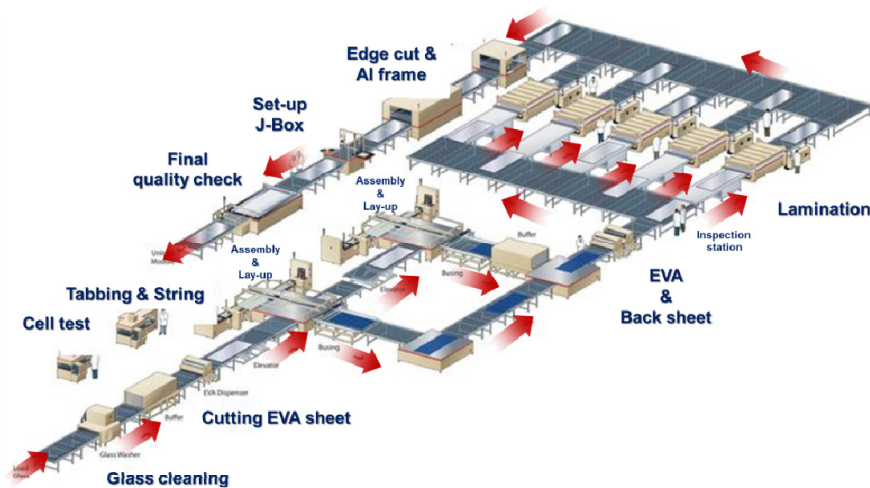 Edge cut &
Al frame
Set-up
J-Box
Final
quality check
Assembly
&
Lay-up
Assembly
&
Lay-up
Tabbing & String
Cell test
Buffer
Busing
Elevator
Inspection
station
Lamination
EVA
&
Back sheet
Busing
Elevator
EVA Dispenser
Buffer
Cutting EVA sheet
Glass Washer
Glass cleaning